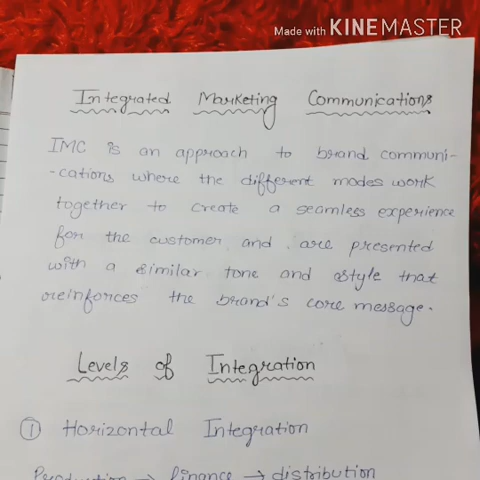 Made with KINEMASTER
Integrated Marketing Communications
IMC is an approach to brand communi-
-cations where the different modes work
together to create a seamless experience
for the customer and are presented
with a similar tone and style that
reinforces the brand's core message.
Levels of Integration
① Horizontal Integration
Production → finance → distribution